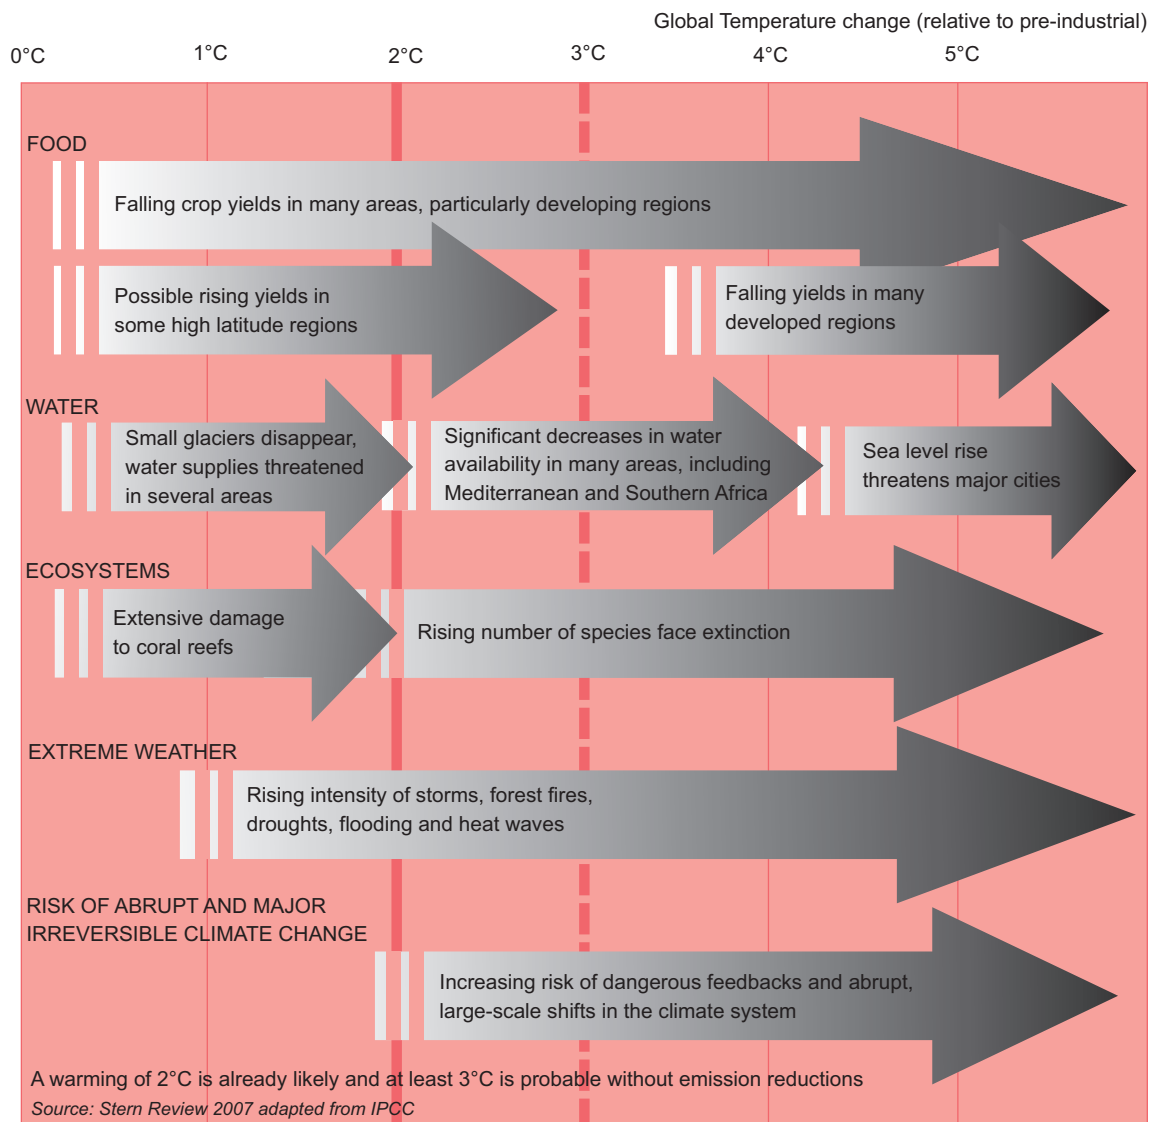 Global Temperature change (relative to pre-industrial)
0°C 1°C 2°C 3°C 4°C 5°C
FOOD
Falling crop yields in many areas, particularly developing regions
Possible rising yields in
some high latitude regions
Falling yields in many
developed regions
WATER
Small glaciers disappear,
water supplies threatened
in several areas
Significant decreases in water
availability in many areas, including
Mediterranean and Southern Africa
Sea level rise
threatens major cities
ECOSYSTEMS
Extensive damage
to coral reefs
Rising number of species face extinction
EXTREME WEATHER
Rising intensity of storms, forest fires,
droughts, flooding and heat waves
RISK OF ABRUPT AND MAJOR
IRREVERSIBLE CLIMATE CHANGE
Increasing risk of dangerous feedbacks and abrupt,
large-scale shifts in the climate system
A warming of 2°C is already likely and at least 3°C is probable without emission reductions
Source: Stern Review 2007 adapted from IPCC